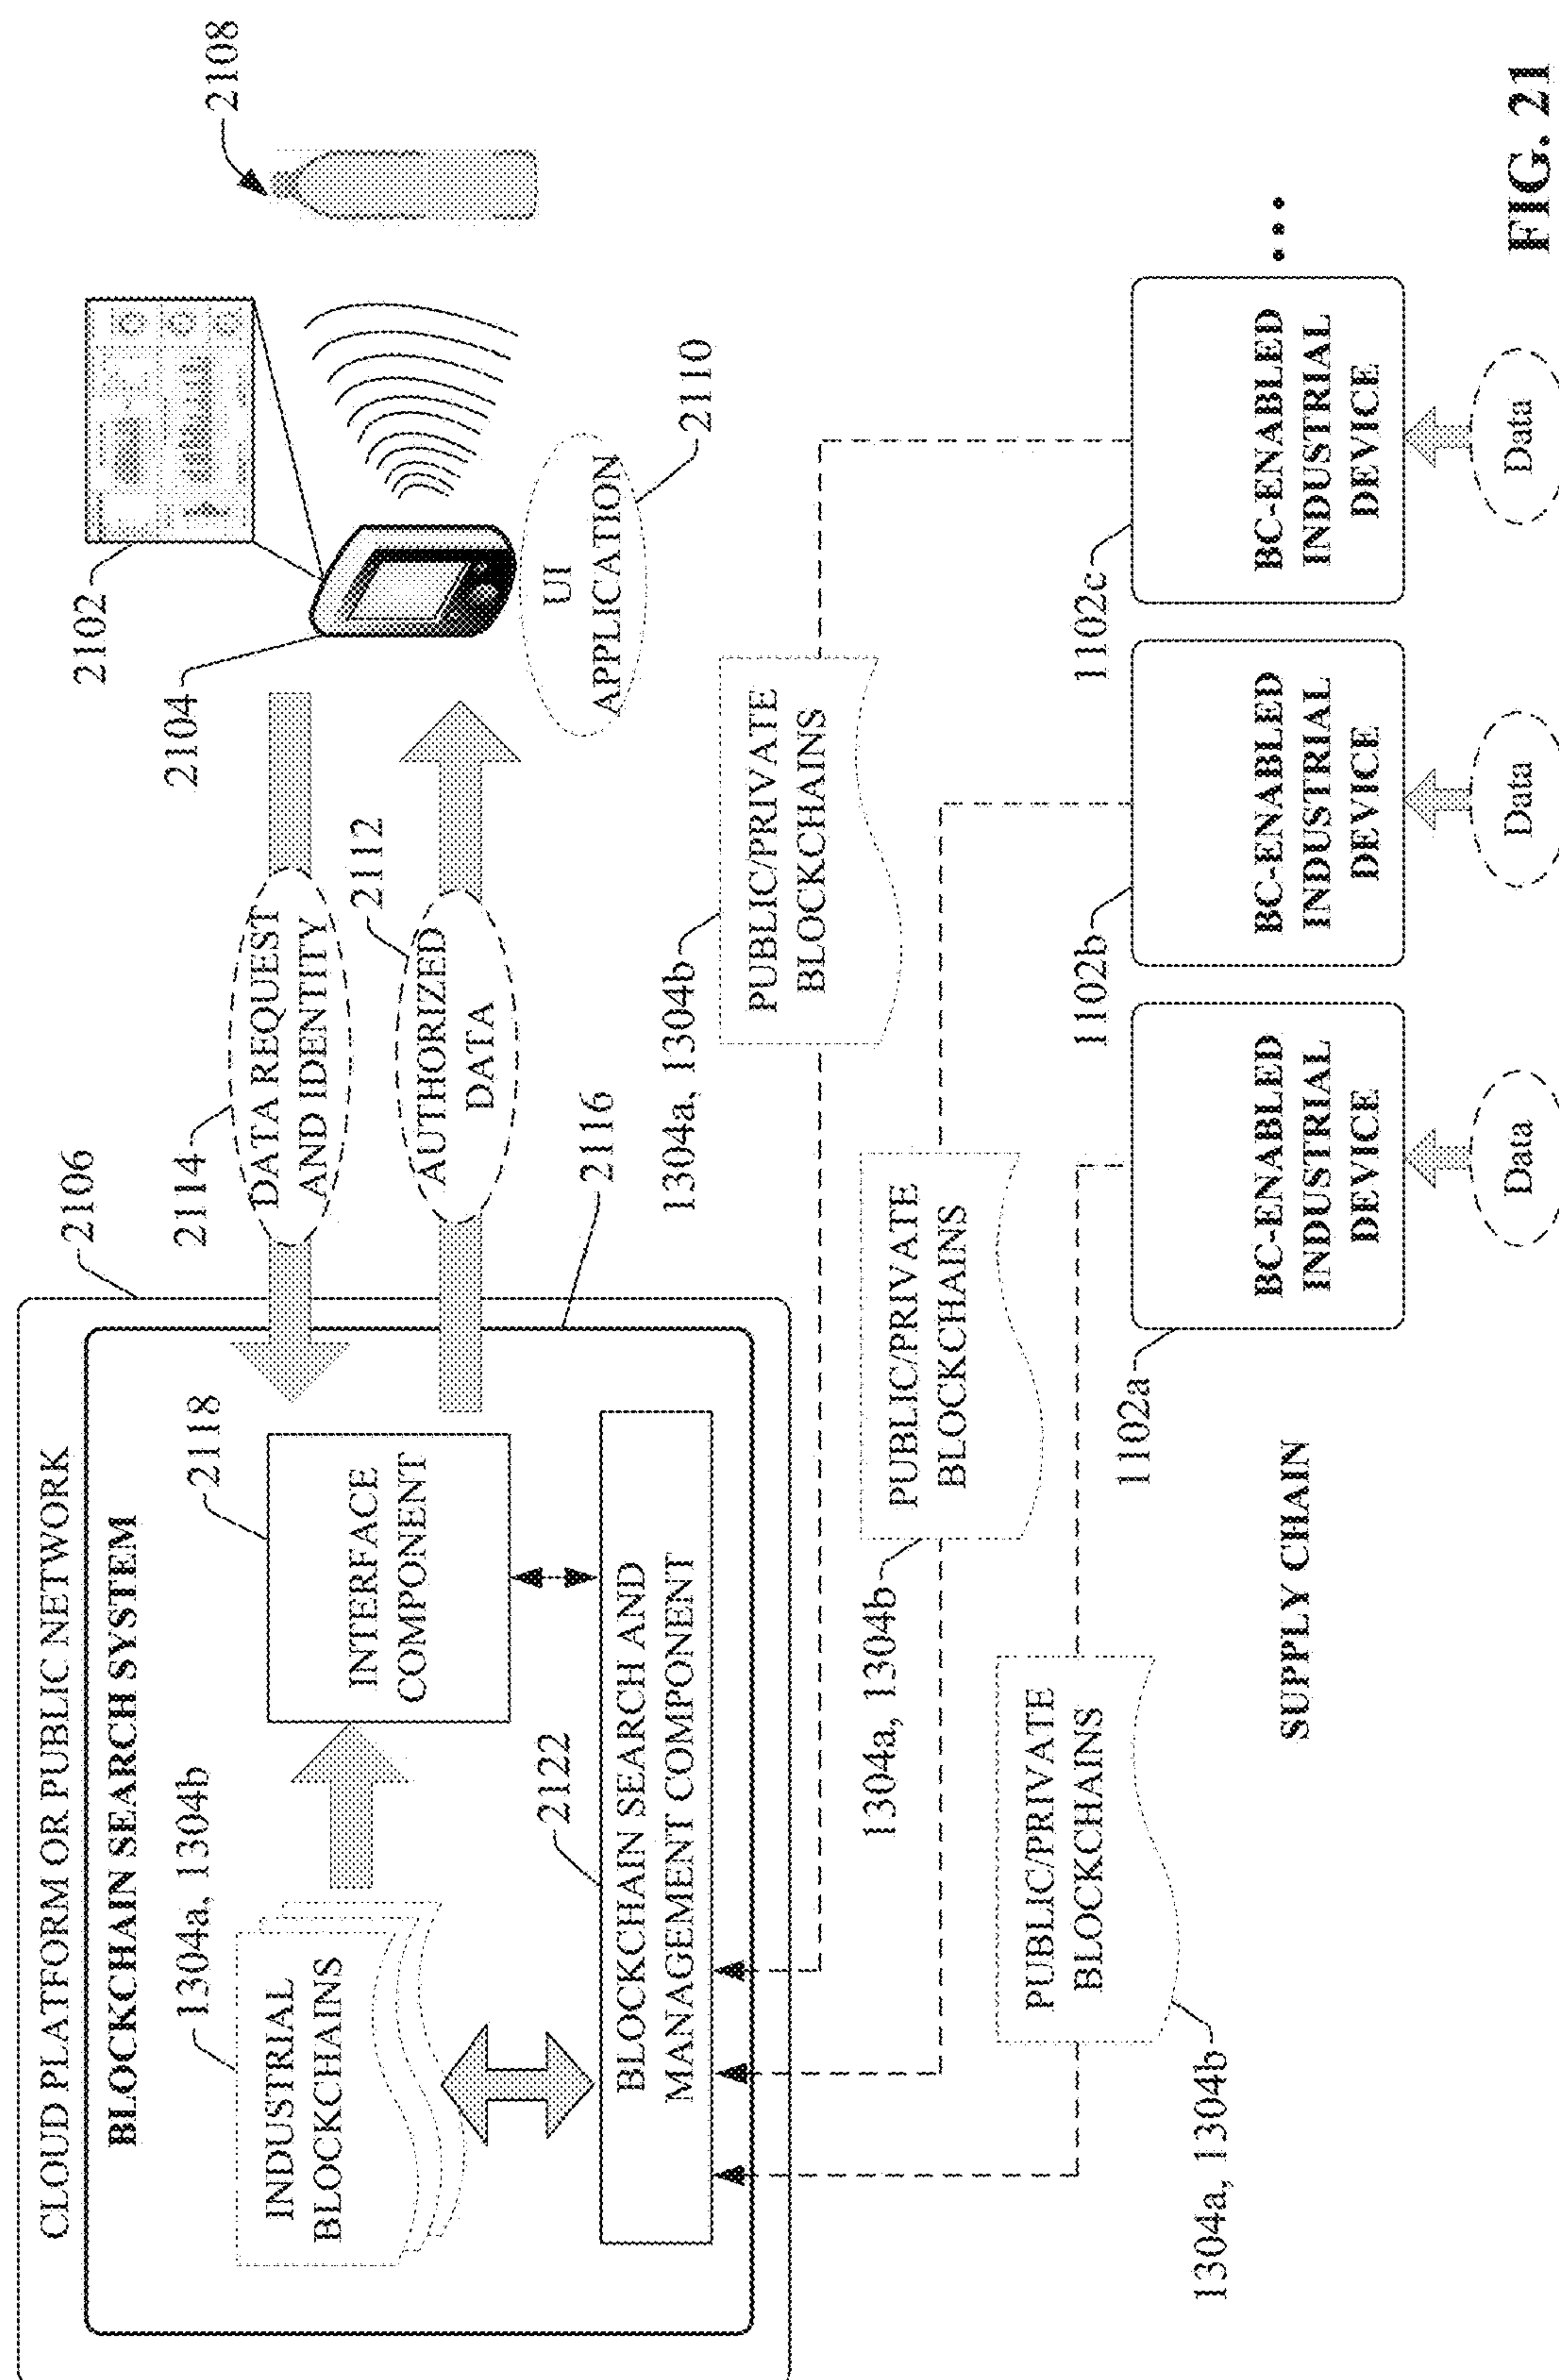 CLOUD PLATFORM OR PUBLIC NETWORK
2106
BLOCKCHAIN SEARCH SYSTEM
1304a, 1304b
INDUSTRIAL
BLOCKCHAINS
2118
INTERFACE
COMPONENT
2122
BLOCKCHAIN SEARCH AND
MANAGEMENT COMPONENT
2116
2114
DATA REQUEST
AND IDENTITY
2112
AUTHORIZED
DATA
2102
2104
2108
UI
APPLICATION
2110
1304a, 1304b
PUBLIC/PRIVATE
BLOCKCHAINS
1304a, 1304b
PUBLIC/PRIVATE
BLOCKCHAINS
PUBLIC/PRIVATE
BLOCKCHAINS
1304a, 1304b
SUPPLY CHAIN
1102a
BC-ENABLED
INDUSTRIAL
DEVICE
Data
1102b
BC-ENABLED
INDUSTRIAL
DEVICE
Data
1102c
BC-ENABLED
INDUSTRIAL
DEVICE
Data
...
FIG. 21